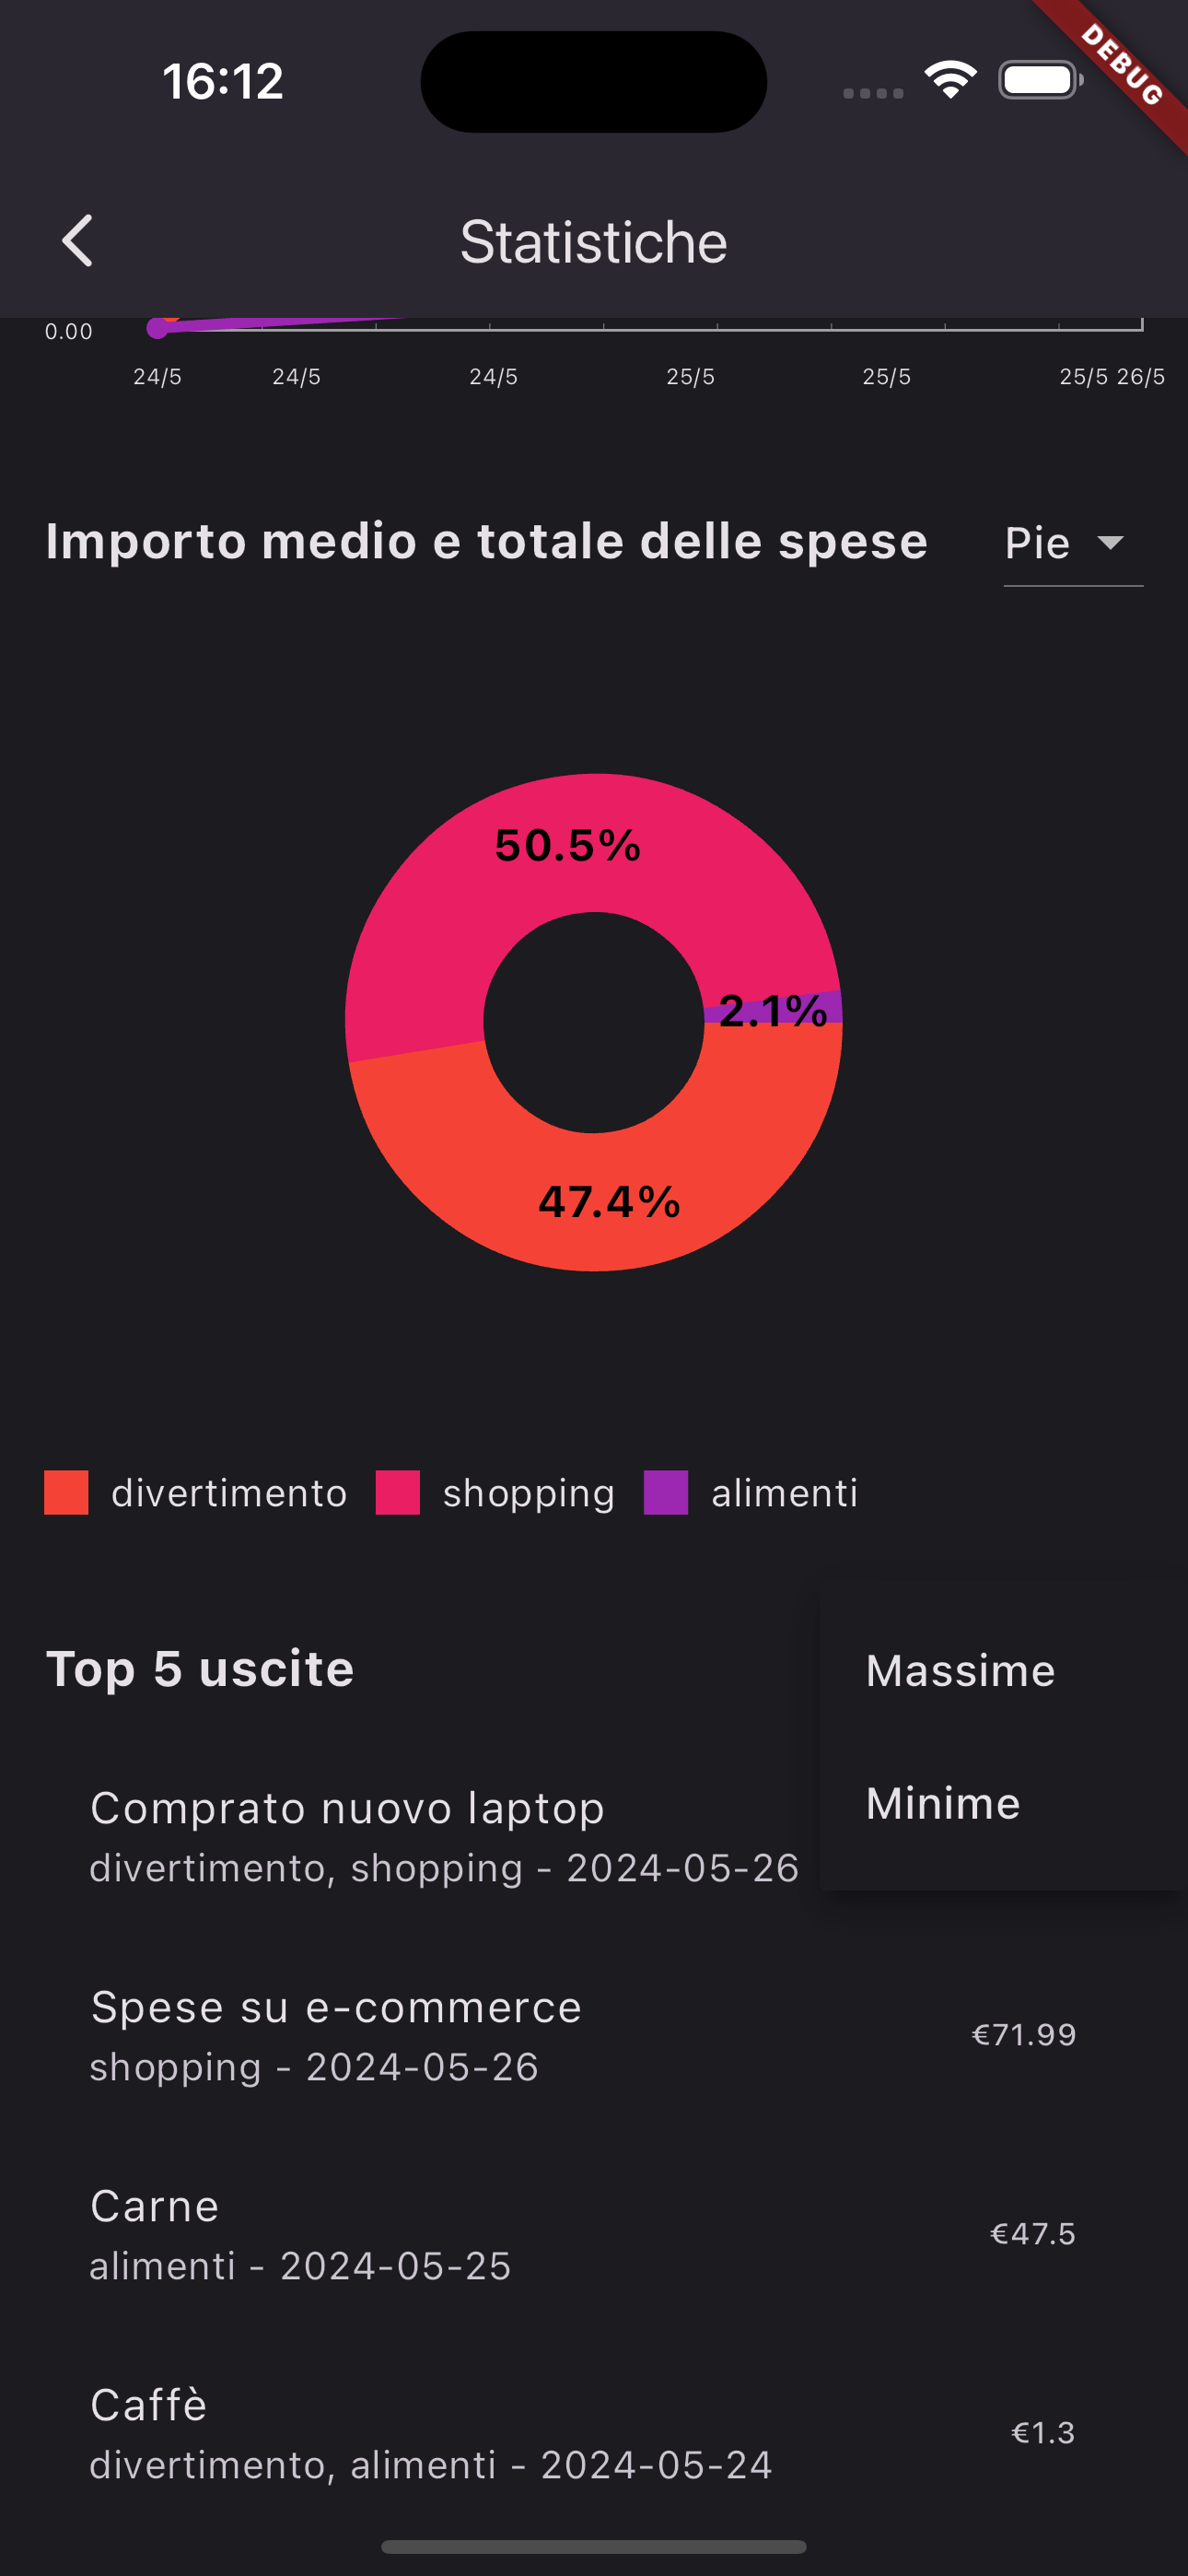 16:12
DEBUG
Statistiche
0.00
24/5 24/5 24/5 25/5 25/5 25/5 26/5
Importo medio e totale delle spese
Pie
50.5%
2.1%
47.4%
divertimento shopping alimenti
Top 5 uscite
Massime
Minime
Comprato nuovo laptop
divertimento, shopping - 2024-05-26
Spese su e-commerce
shopping - 2024-05-26
€71.99
Carne
alimenti - 2024-05-25
€47.5
Caffè
divertimento, alimenti - 2024-05-24
€1.3